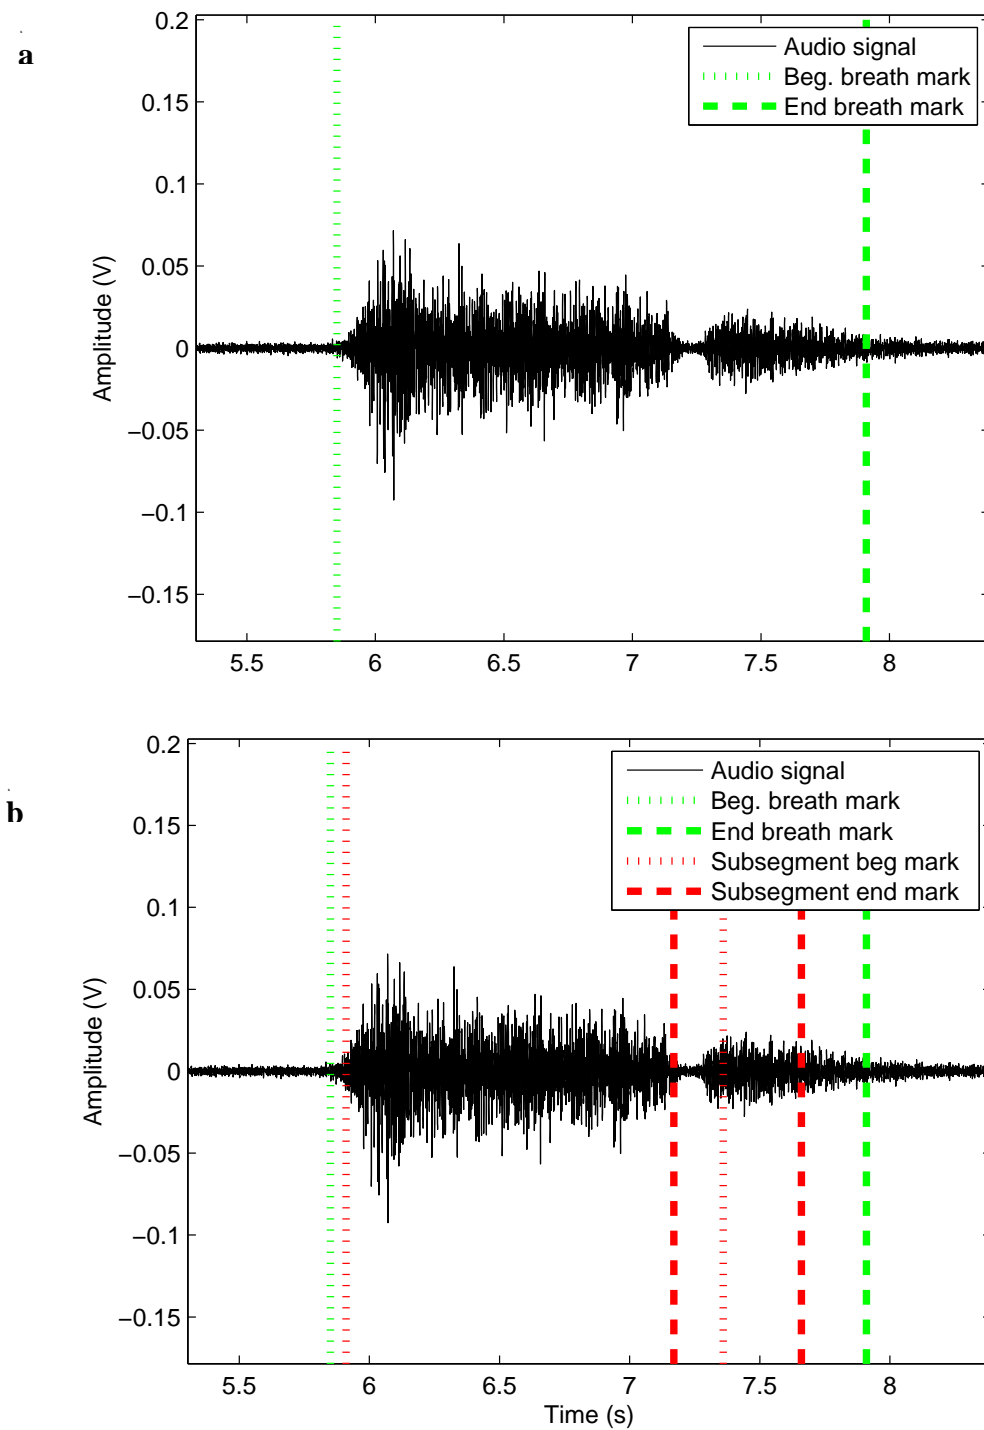 a
0.2
0.15
0.1
0.05
0
−0.05
−0.1
−0.15
Amplitude (V)
Audio signal
Beg. breath mark
End breath mark
5.5 6 6.5 7 7.5 8
b
0.2
0.15
0.1
0.05
0
−0.05
−0.1
−0.15
Amplitude (V)
Audio signal
Beg. breath mark
End breath mark
Subsegment beg mark
Subsegment end mark
5.5 6 6.5 7 7.5 8
Time (s)